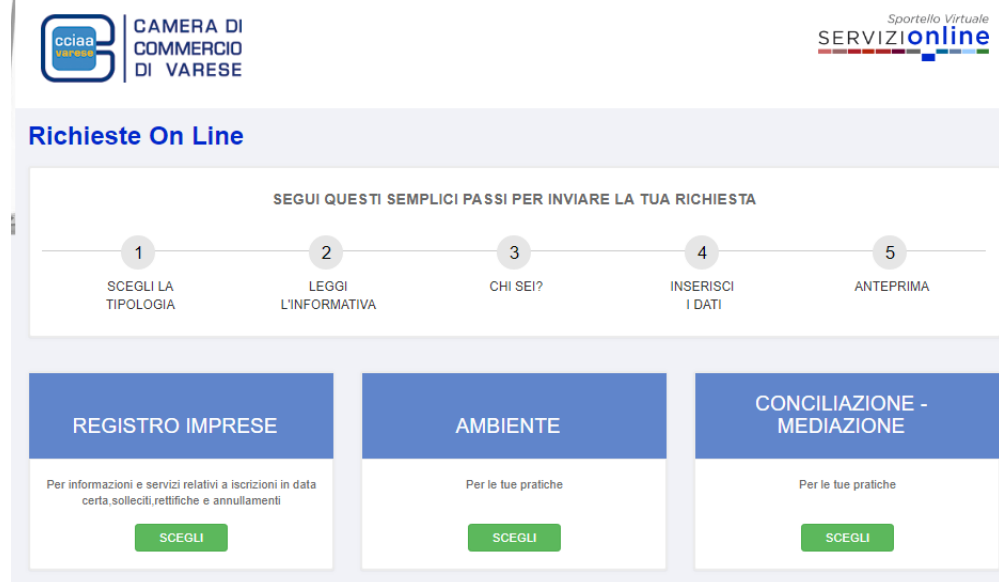 cciaa
varese
CAMERA DI
COMMERCIO
DI VARESE
Sportello Virtuale
SERVIZIonline
Richieste On Line
SEGUI QUESTI SEMPLICI PASSI PER INVIARE LA TUA RICHIESTA
1
SCEGLI LA
TIPOLOGIA
2
LEGGI
L'INFORMATIVA
3
CHI SEI?
4
INSERISCI
I DATI
5
ANTEPRIMA
REGISTRO IMPRESE
Per informazioni e servizi relativi a iscrizioni in data
certa,solleciti,rettifiche e annullamenti
SCEGLI
AMBIENTE
Per le tue pratiche
SCEGLI
CONCILIAZIONE -
MEDIAZIONE
Per le tue pratiche
SCEGLI